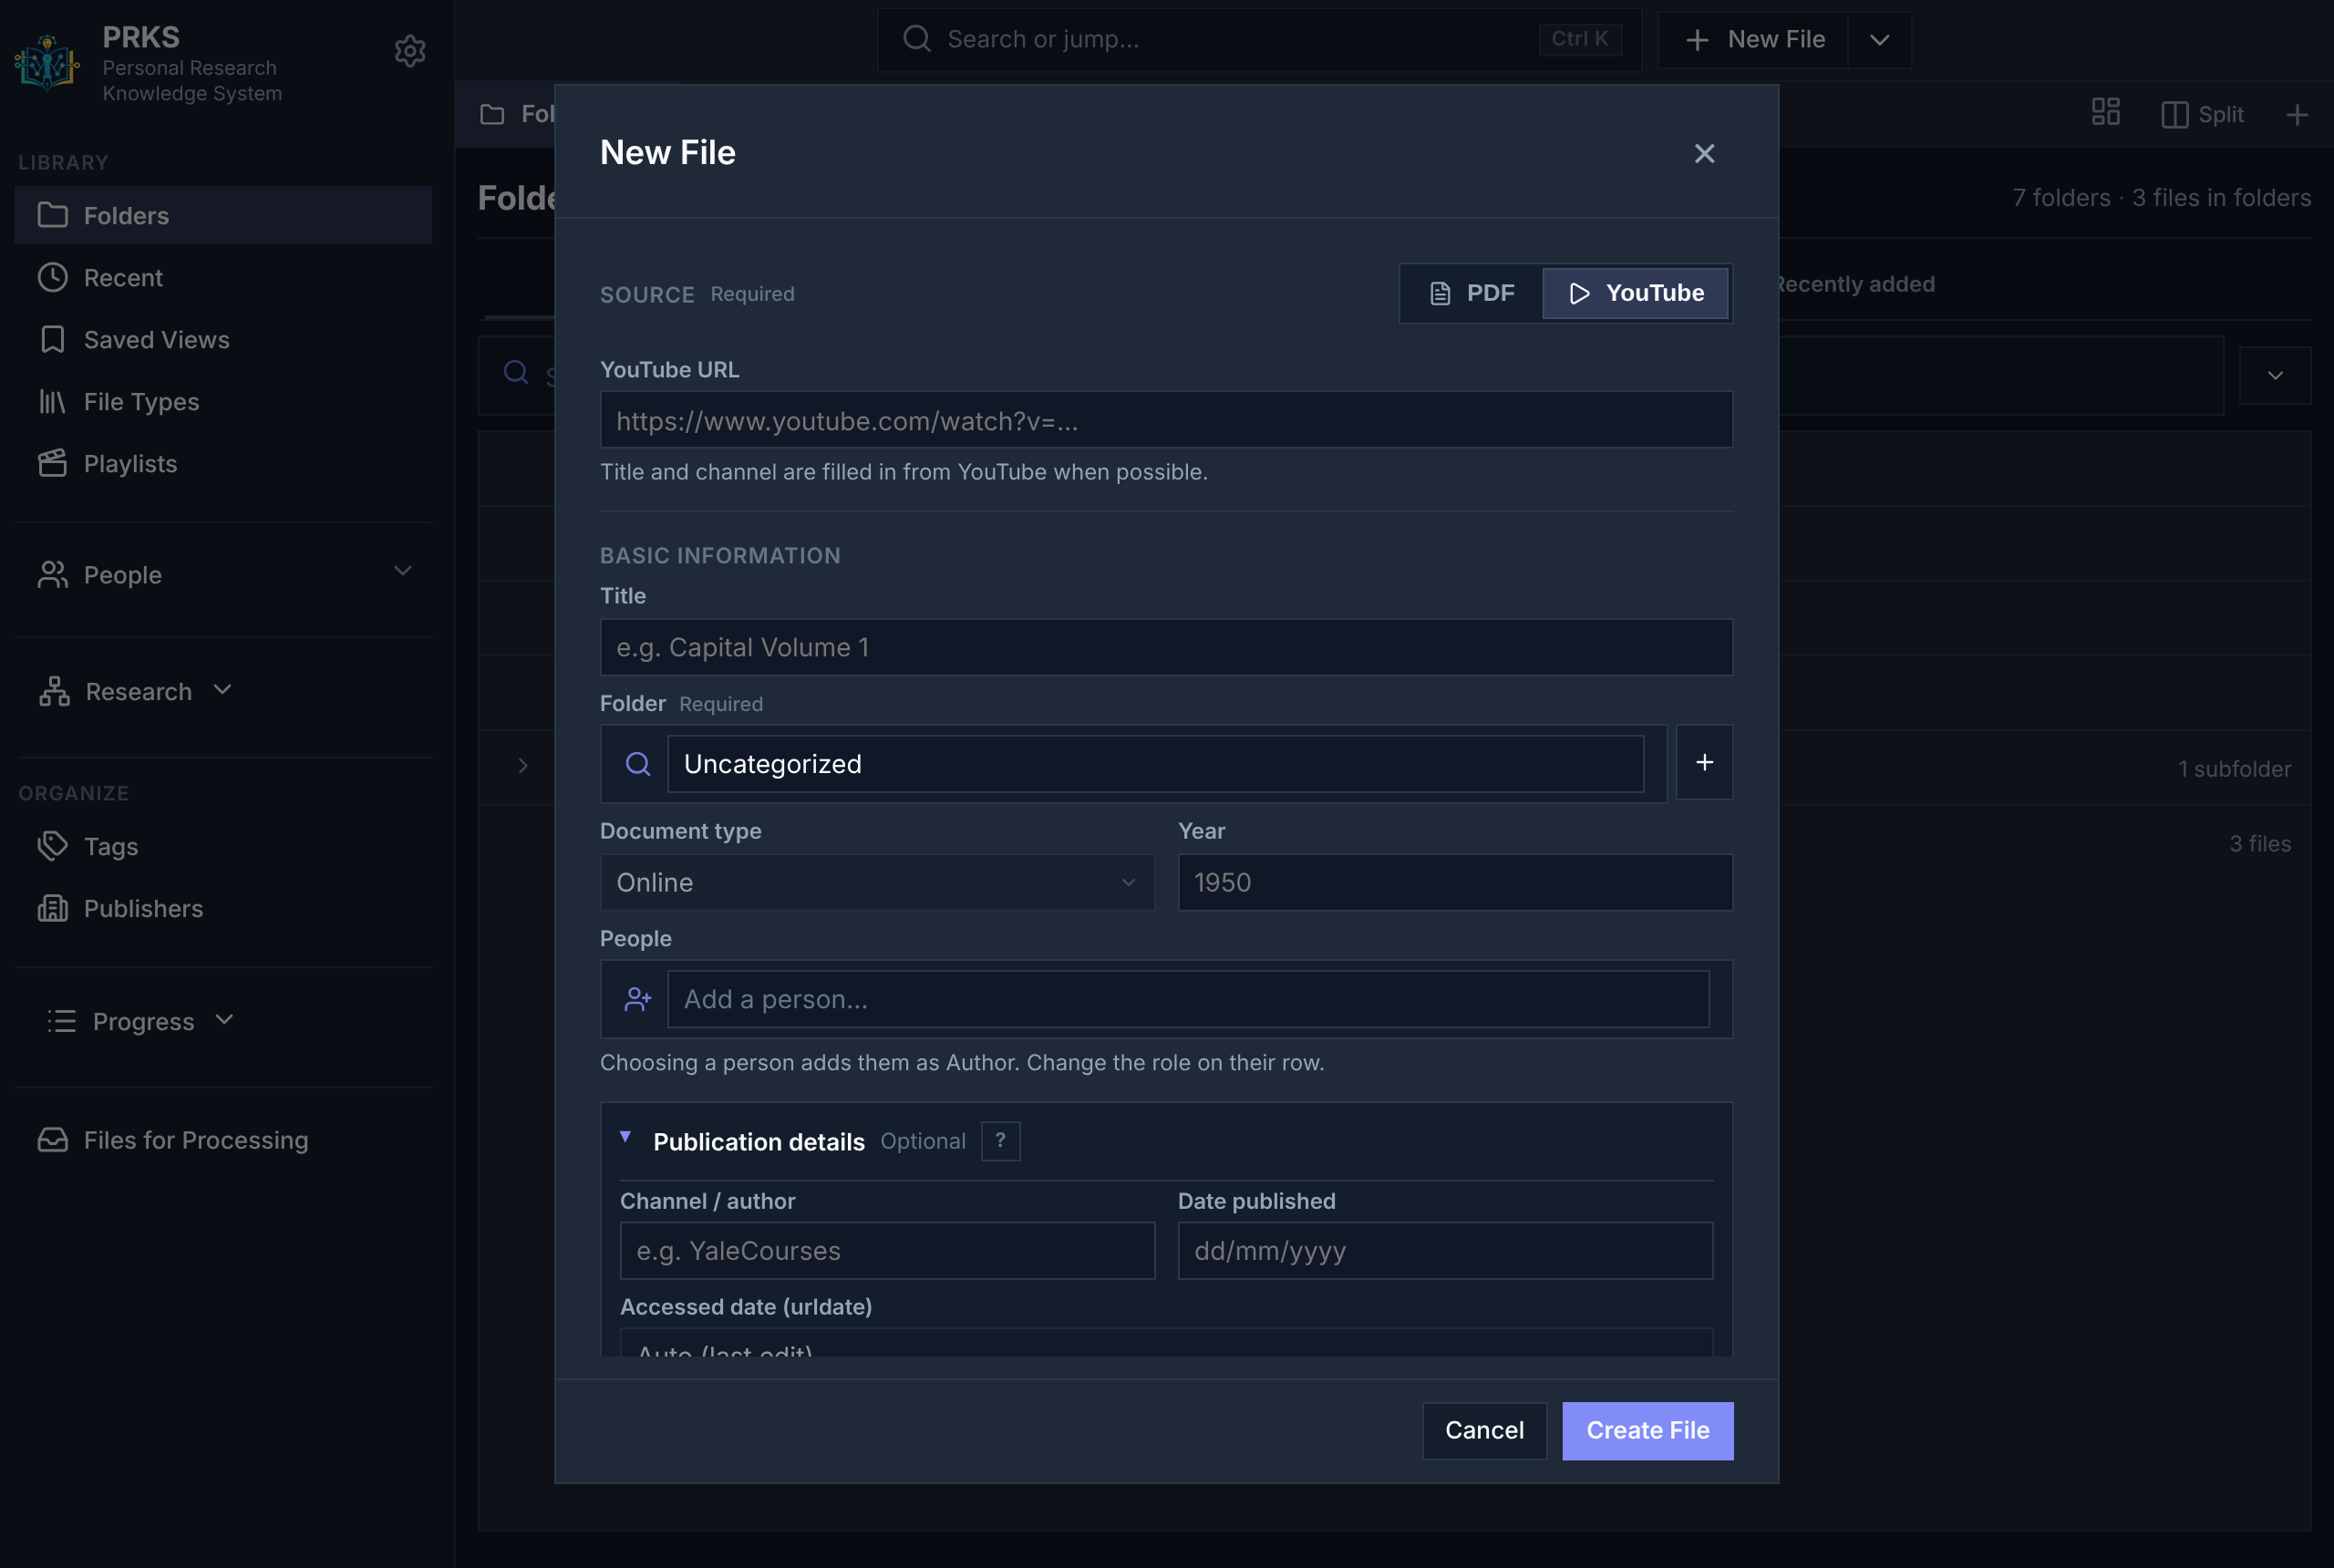 PRKS
Personal Research
Knowledge System
LIBRARY
Folders
Recent
Saved Views
File Types
Playlists
People
Research
ORGANIZE
Tags
Publishers
Progress
Files for Processing
Search or jump...
Ctrl K
New File
Split
7 folders · 3 files in folders
Recently added
1 subfolder
3 files
New File
SOURCE Required
PDF
YouTube
YouTube URL
https://www.youtube.com/watch?v=...
Title and channel are filled in from YouTube when possible.
BASIC INFORMATION
Title
e.g. Capital Volume 1
Folder Required
Uncategorized
Document type
Year
Online
1950
People
Add a person...
Choosing a person adds them as Author. Change the role on their row.
Publication details Optional ?
Channel / author
Date published
e.g. YaleCourses
dd/mm/yyyy
Accessed date (urldate)
Auto (last edit)
Cancel
Create File